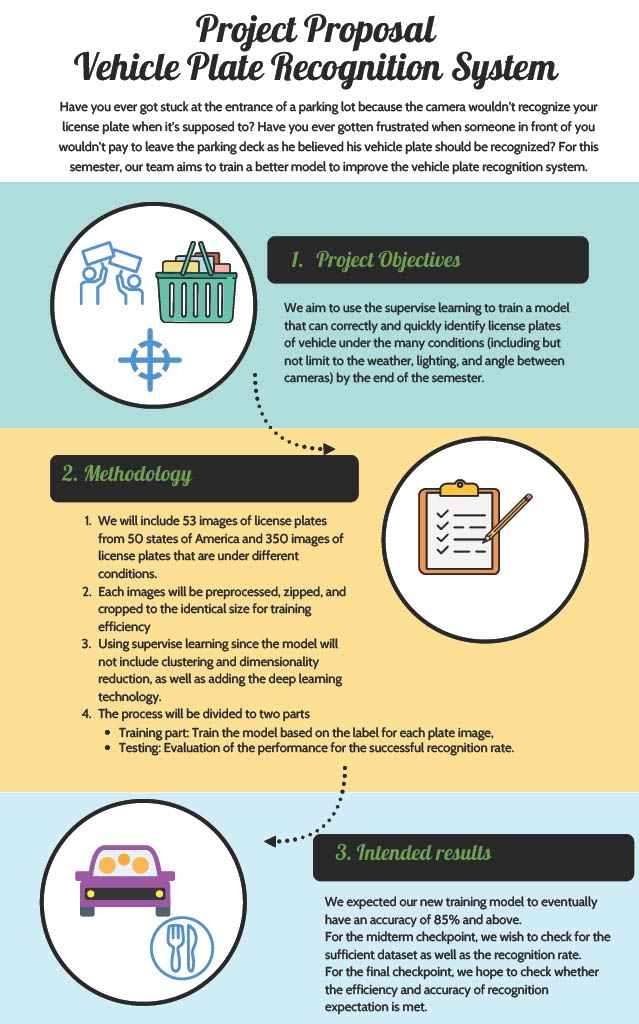 Project Proposal
Vehicle Plate Recognition System
Have you ever got stuck at the entrance of a parking lot because the camera wouldn't recognize your
license plate when it's supposed to? Have you ever gotten frustrated when someone in front of you
wouldn't pay to leave the parking deck as he believed his vehicle plate should be recognized? For this
semester, our team aims to train a better model to improve the vehicle plate recognition system.
1. Project Objectives
We aim to use the supervise learning to train a model
that can correctly and quickly identify license plates
of vehicle under the many conditions (including but
not limit to the weather, lighting, and angle between
cameras) by the end of the semester.
2. Methodology
1. We will include 53 images of license plates
from 50 states of America and 350 images of
license plates that are under different
conditions.
2. Each images will be preprocessed, zipped, and
cropped to the identical size for training
efficiency
3. Using supervise learning since the model will
not include clustering and dimensionality
reduction, as well as adding the deep learning
technology.
4. The process will be divided to two parts
• Training part: Train the model based on the label for each plate image,
• Testing: Evaluation of the performance for the successful recognition rate.
3. Intended results
We expected our new training model to eventually
have an accuracy of 85% and above.
For the midterm checkpoint, we wish to check for the
sufficient dataset as well as the recognition rate.
For the final checkpoint, we hope to check whether
the efficiency and accuracy of recognition
expectation is met.